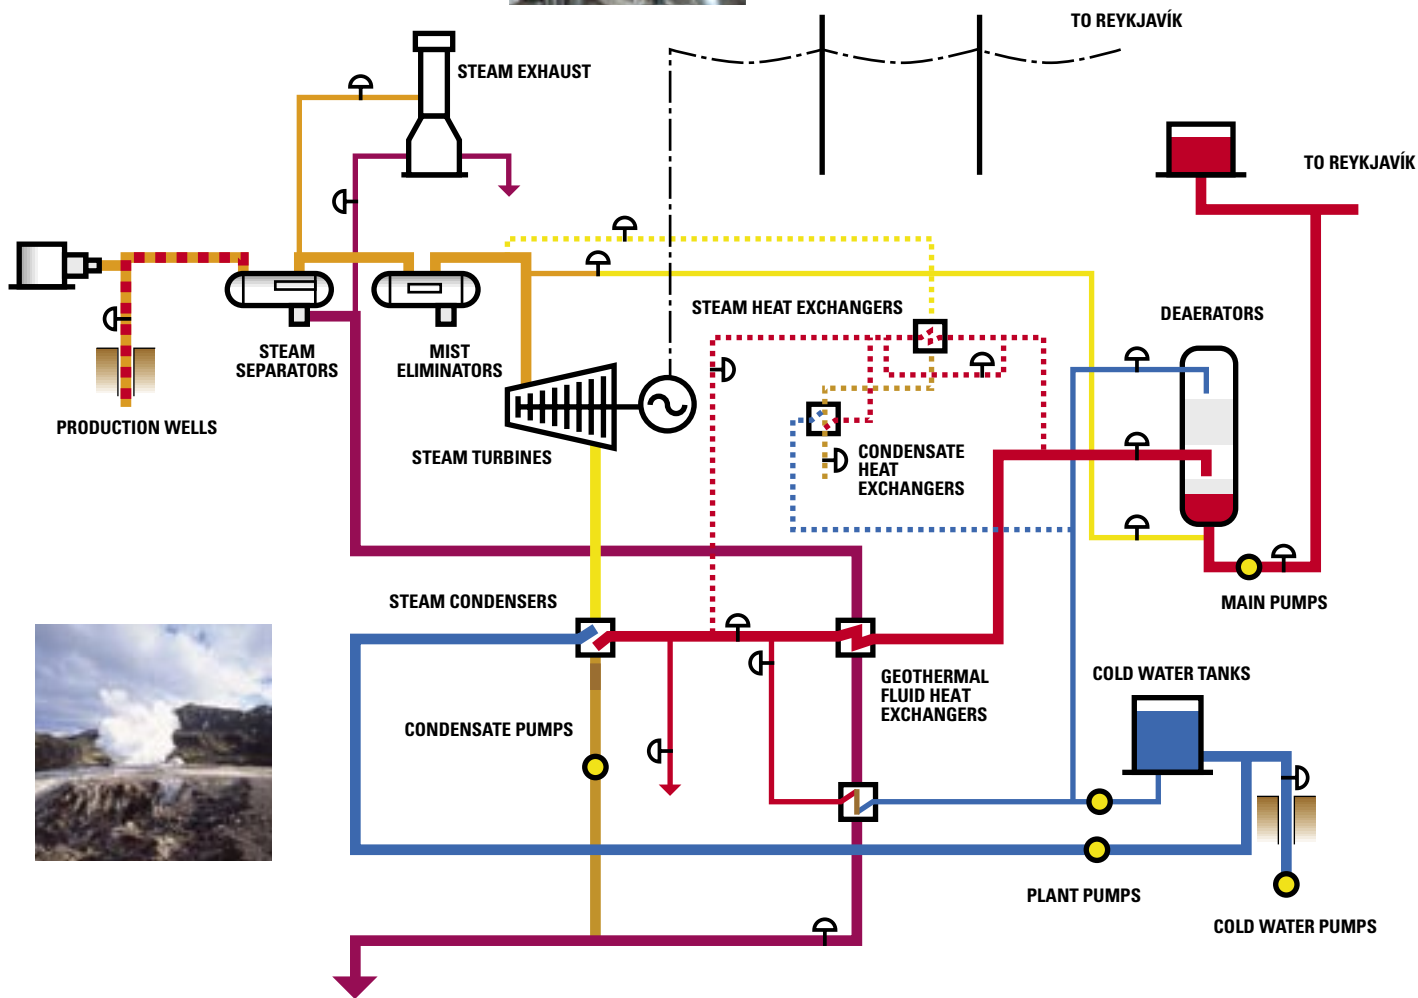 TO REYKJAVÍK
STEAM EXHAUST
TO REYKJAVÍK
STEAM HEAT EXCHANGERS
DEAERATORS
STEAM
SEPARATORS
MIST
ELIMINATORS
PRODUCTION WELLS
STEAM TURBINES
CONDENSATE
HEAT
EXCHANGERS
STEAM CONDENSERS
MAIN PUMPS
GEOTHERMAL
FLUID HEAT
EXCHANGERS
COLD WATER TANKS
CONDENSATE PUMPS
PLANT PUMPS
COLD WATER PUMPS